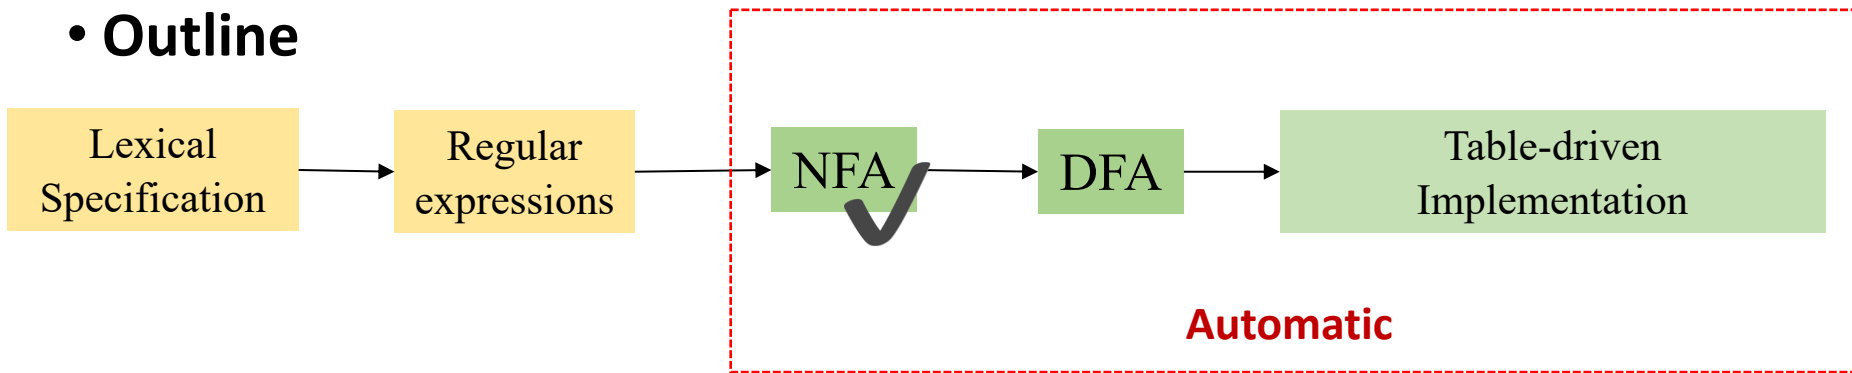 • Outline
Lexical
Specification
Regular
expressions
NFA
DFA
Table-driven
Implementation
Automatic